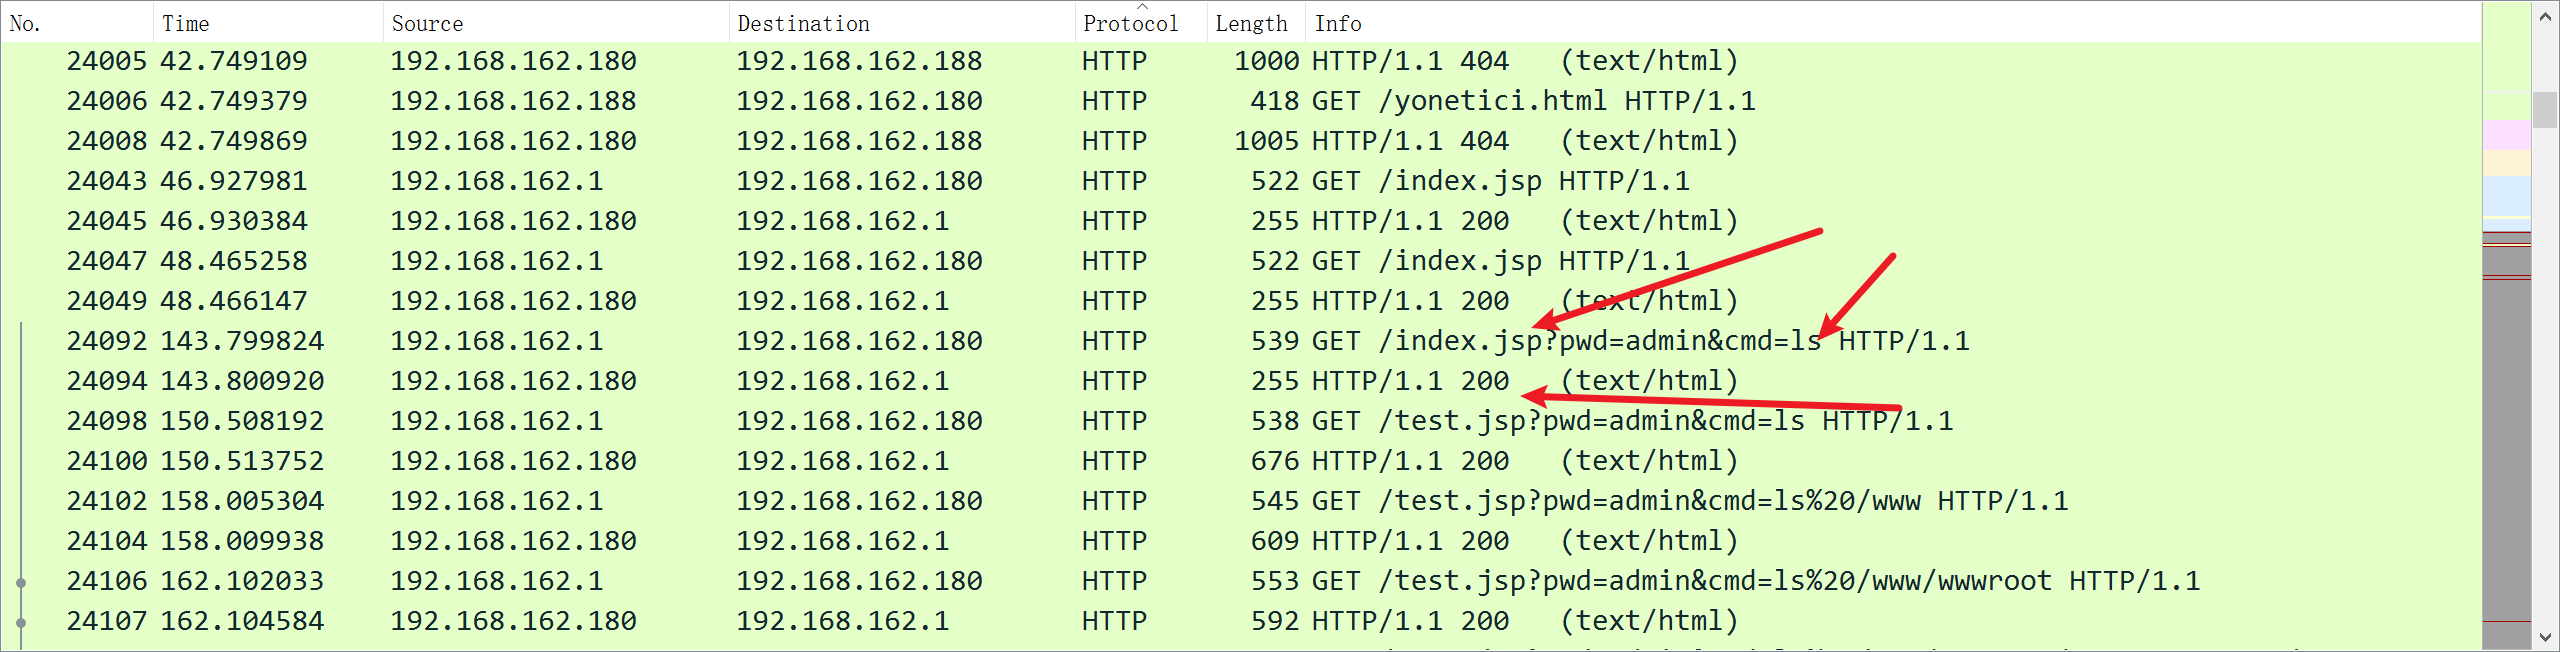 No. Time Source Destination Protocol Length Info
24005 42.749109 192.168.162.180 192.168.162.188 HTTP 1000 HTTP/1.1 404 (text/html)
24006 42.749379 192.168.162.188 192.168.162.180 HTTP 418 GET /yonetici.html HTTP/1.1
24008 42.749869 192.168.162.180 192.168.162.188 HTTP 1005 HTTP/1.1 404 (text/html)
24043 46.927981 192.168.162.1 192.168.162.180 HTTP 522 GET /index.jsp HTTP/1.1
24045 46.930384 192.168.162.180 192.168.162.1 HTTP 255 HTTP/1.1 200 (text/html)
24047 48.465258 192.168.162.1 192.168.162.180 HTTP 522 GET /index.jsp HTTP/1.1
24049 48.466147 192.168.162.180 192.168.162.1 HTTP 255 HTTP/1.1 200 (text/html)
24092 143.799824 192.168.162.1 192.168.162.180 HTTP 539 GET /index.jsp?pwd=admin&cmd=ls HTTP/1.1
24094 143.800920 192.168.162.180 192.168.162.1 HTTP 255 HTTP/1.1 200 (text/html)
24098 150.508192 192.168.162.1 192.168.162.180 HTTP 538 GET /test.jsp?pwd=admin&cmd=ls HTTP/1.1
24100 150.513752 192.168.162.180 192.168.162.1 HTTP 676 HTTP/1.1 200 (text/html)
24102 158.005304 192.168.162.1 192.168.162.180 HTTP 545 GET /test.jsp?pwd=admin&cmd=ls%20/www HTTP/1.1
24104 158.009938 192.168.162.180 192.168.162.1 HTTP 609 HTTP/1.1 200 (text/html)
24106 162.102033 192.168.162.1 192.168.162.180 HTTP 553 GET /test.jsp?pwd=admin&cmd=ls%20/www/wwwroot HTTP/1.1
24107 162.104584 192.168.162.180 192.168.162.1 HTTP 592 HTTP/1.1 200 (text/html)